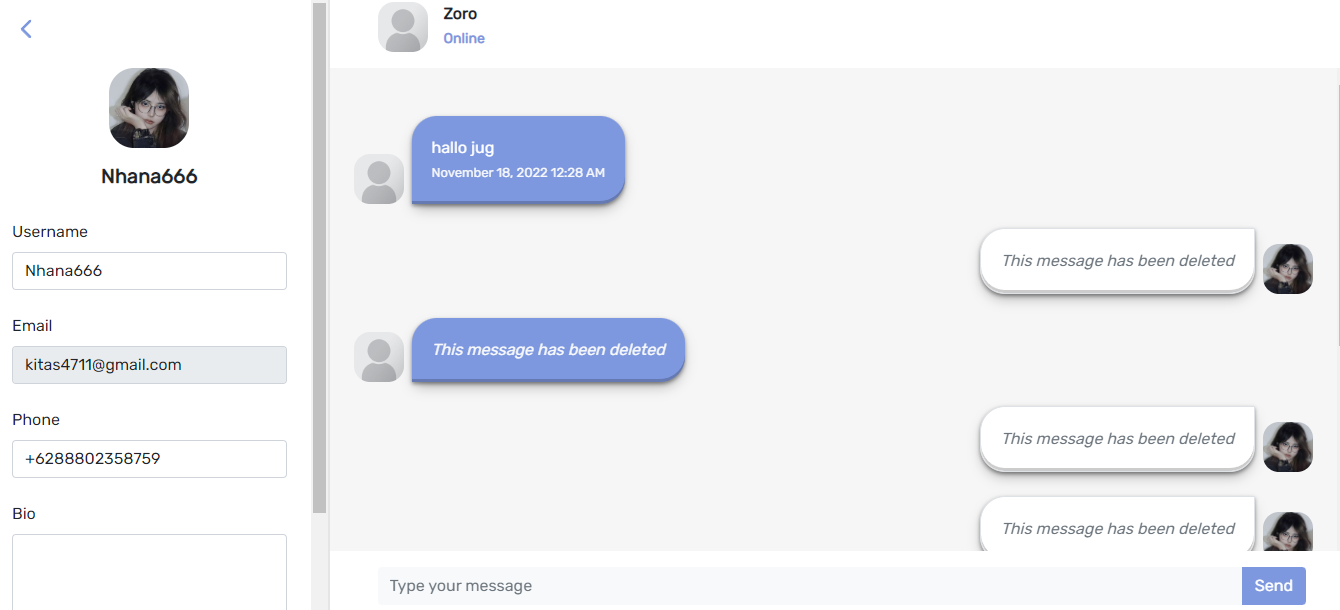 Nhana666
Username
Nhana666
Email
kitas4711@gmail.com
Phone
+6288802358759
Bio
Zoro
Online
hallo jug
November 18, 2022 12:28 AM
This message has been deleted
This message has been deleted
This message has been deleted
This message has been deleted
Type your message
Send